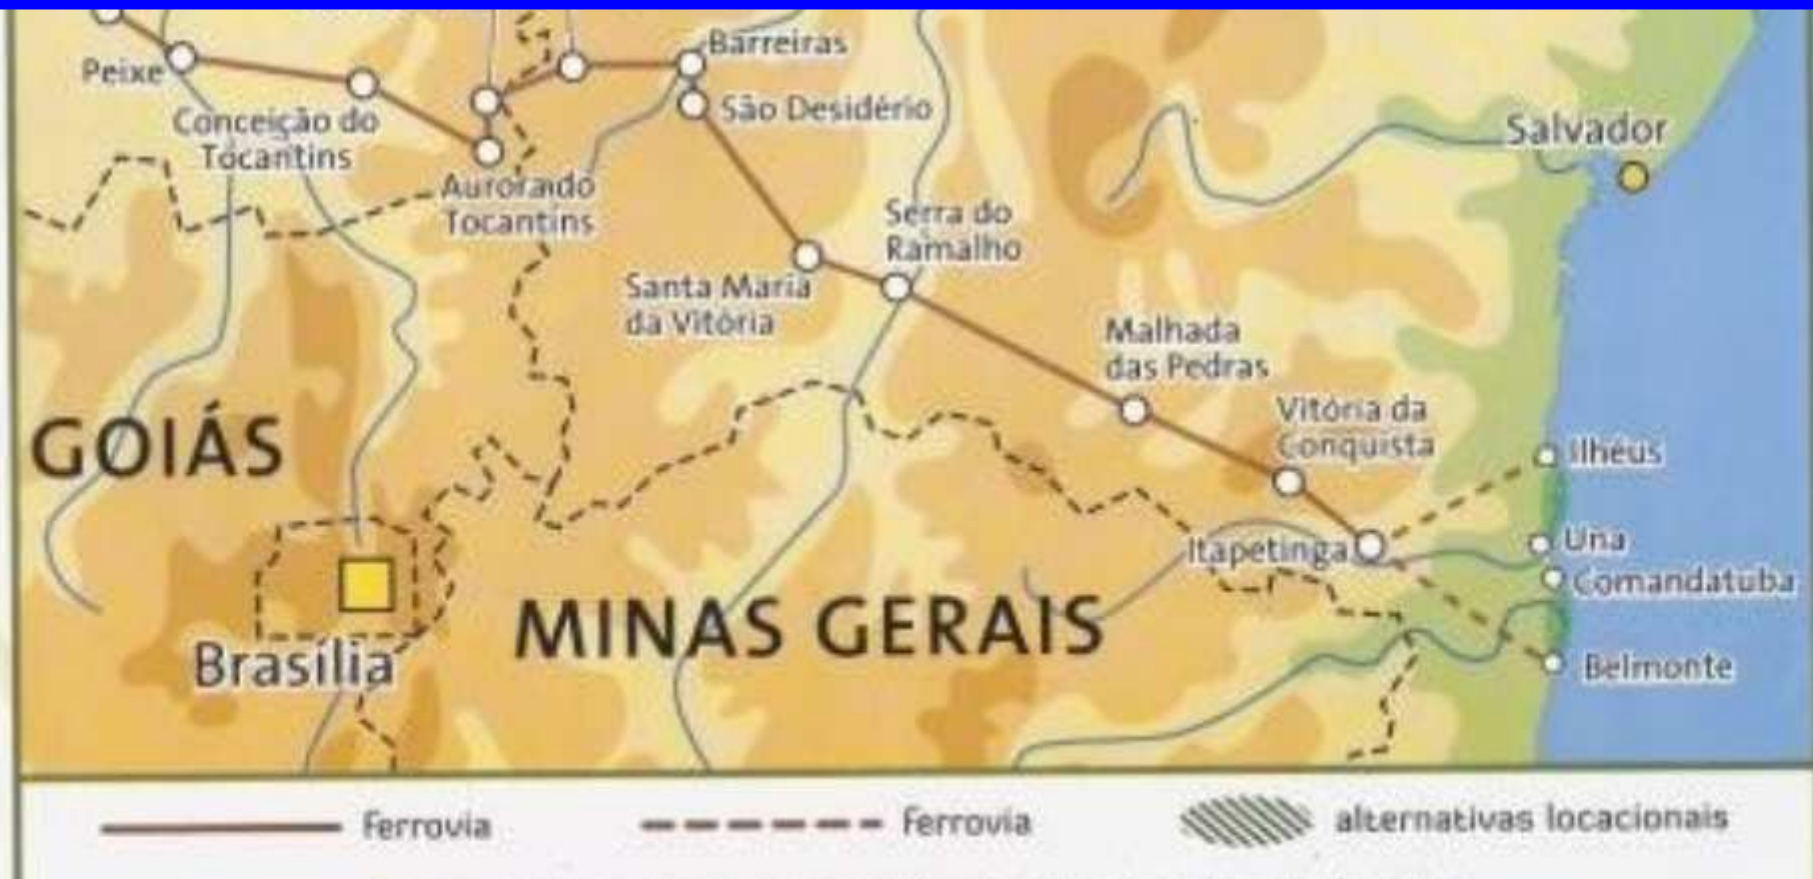 Barreiras
Peixe
São Desidério
Conceição do
Tocantins
Salvador
Aurora do
Tocantins
Serra do
Ramalho
Santa Maria
da Vitória
Malhada
das Pedras
Vitória da
Conquista
GOIÁS
Ilhéus
Itapetinga
Una
Comandatuba
MINAS GERAIS
Brasília
Belmonte
Ferrovia
Ferrovia
alternativas locacionais